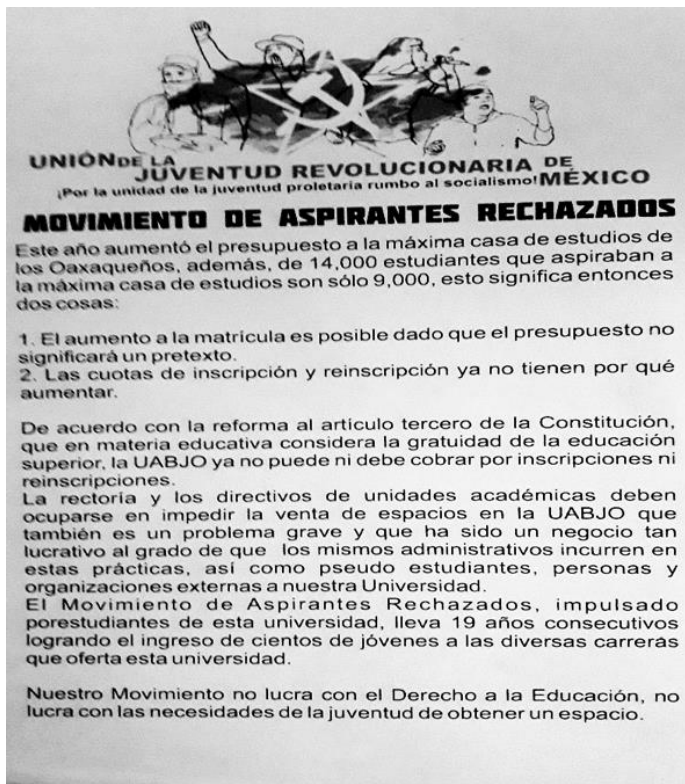 UNIÓN DE LA
JUVENTUD REVOLUCIONARIA DE
¡Por la unidad de la juventud proletaria rumbo al socialismo! MÉXICO
MOVIMIENTO DE ASPIRANTES RECHAZADOS
Este año aumentó el presupuesto a la máxima casa de estudios de
los Oaxaqueños, además, de 14,000 estudiantes que aspiraban a
la máxima casa de estudios son sólo 9,000, esto significa entonces
dos cosas:
1. El aumento a la matrícula es posible dado que el presupuesto no
significará un pretexto.
2. Las cuotas de inscripción y reinscripción ya no tienen por qué
aumentar.
De acuerdo con la reforma al artículo tercero de la Constitución,
que en materia educativa considera la gratuidad de la educación
superior, la UABJO ya no puede ni debe cobrar por inscripciones ni
reinscripciones.
La rectoría y los directivos de unidades académicas deben
ocuparse en impedir la venta de espacios en la UABJO que
también es un problema grave y que ha sido un negocio tan
lucrativo al grado de que los mismos administrativos incurren en
estas prácticas, así como pseudo estudiantes, personas y
organizaciones externas a nuestra Universidad.
El Movimiento de Aspirantes Rechazados, impulsado
porestudiantes de esta universidad, lleva 19 años consecutivos
logrando el ingreso de cientos de jóvenes a las diversas carreras
que oferta esta universidad.
Nuestro Movimiento no lucra con el Derecho a la Educación, no
lucra con las necesidades de la juventud de obtener un espacio.